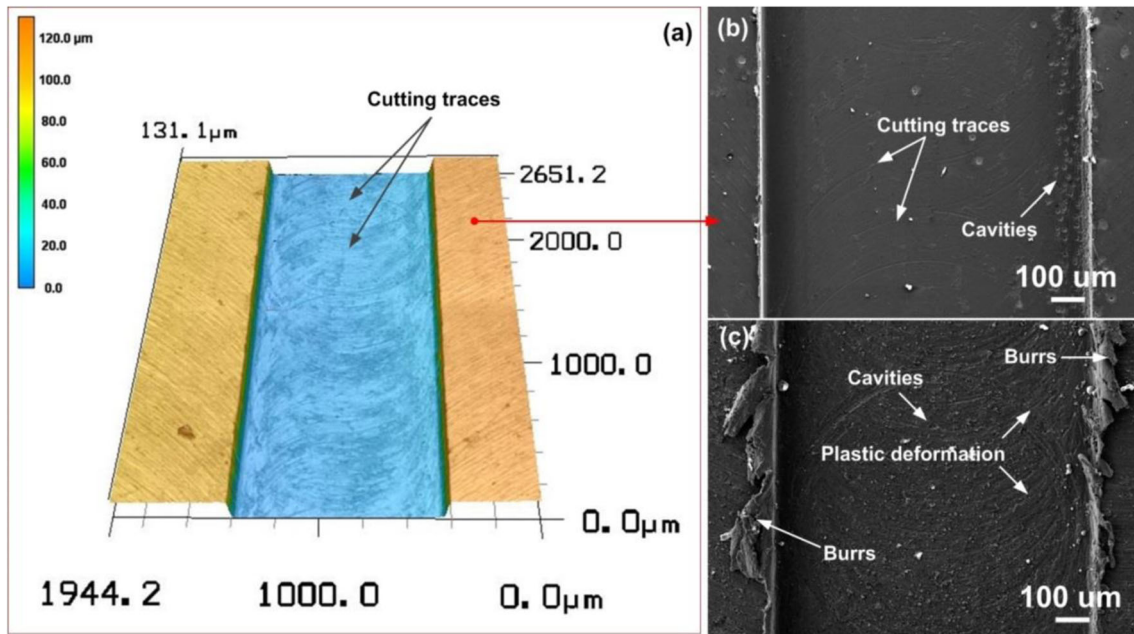 (a)
120.0 µm
100.0
80.0
60.0
40.0
20.0
0.0
Cutting traces
131.1µm
2651.2
2000.0
1000.0
0.0µm
1944.2
1000.0
0.0µm
(b)
Cutting traces
Cavities
100 um
(c)
Burrs
Cavities
Plastic deformation
Burrs
100 um